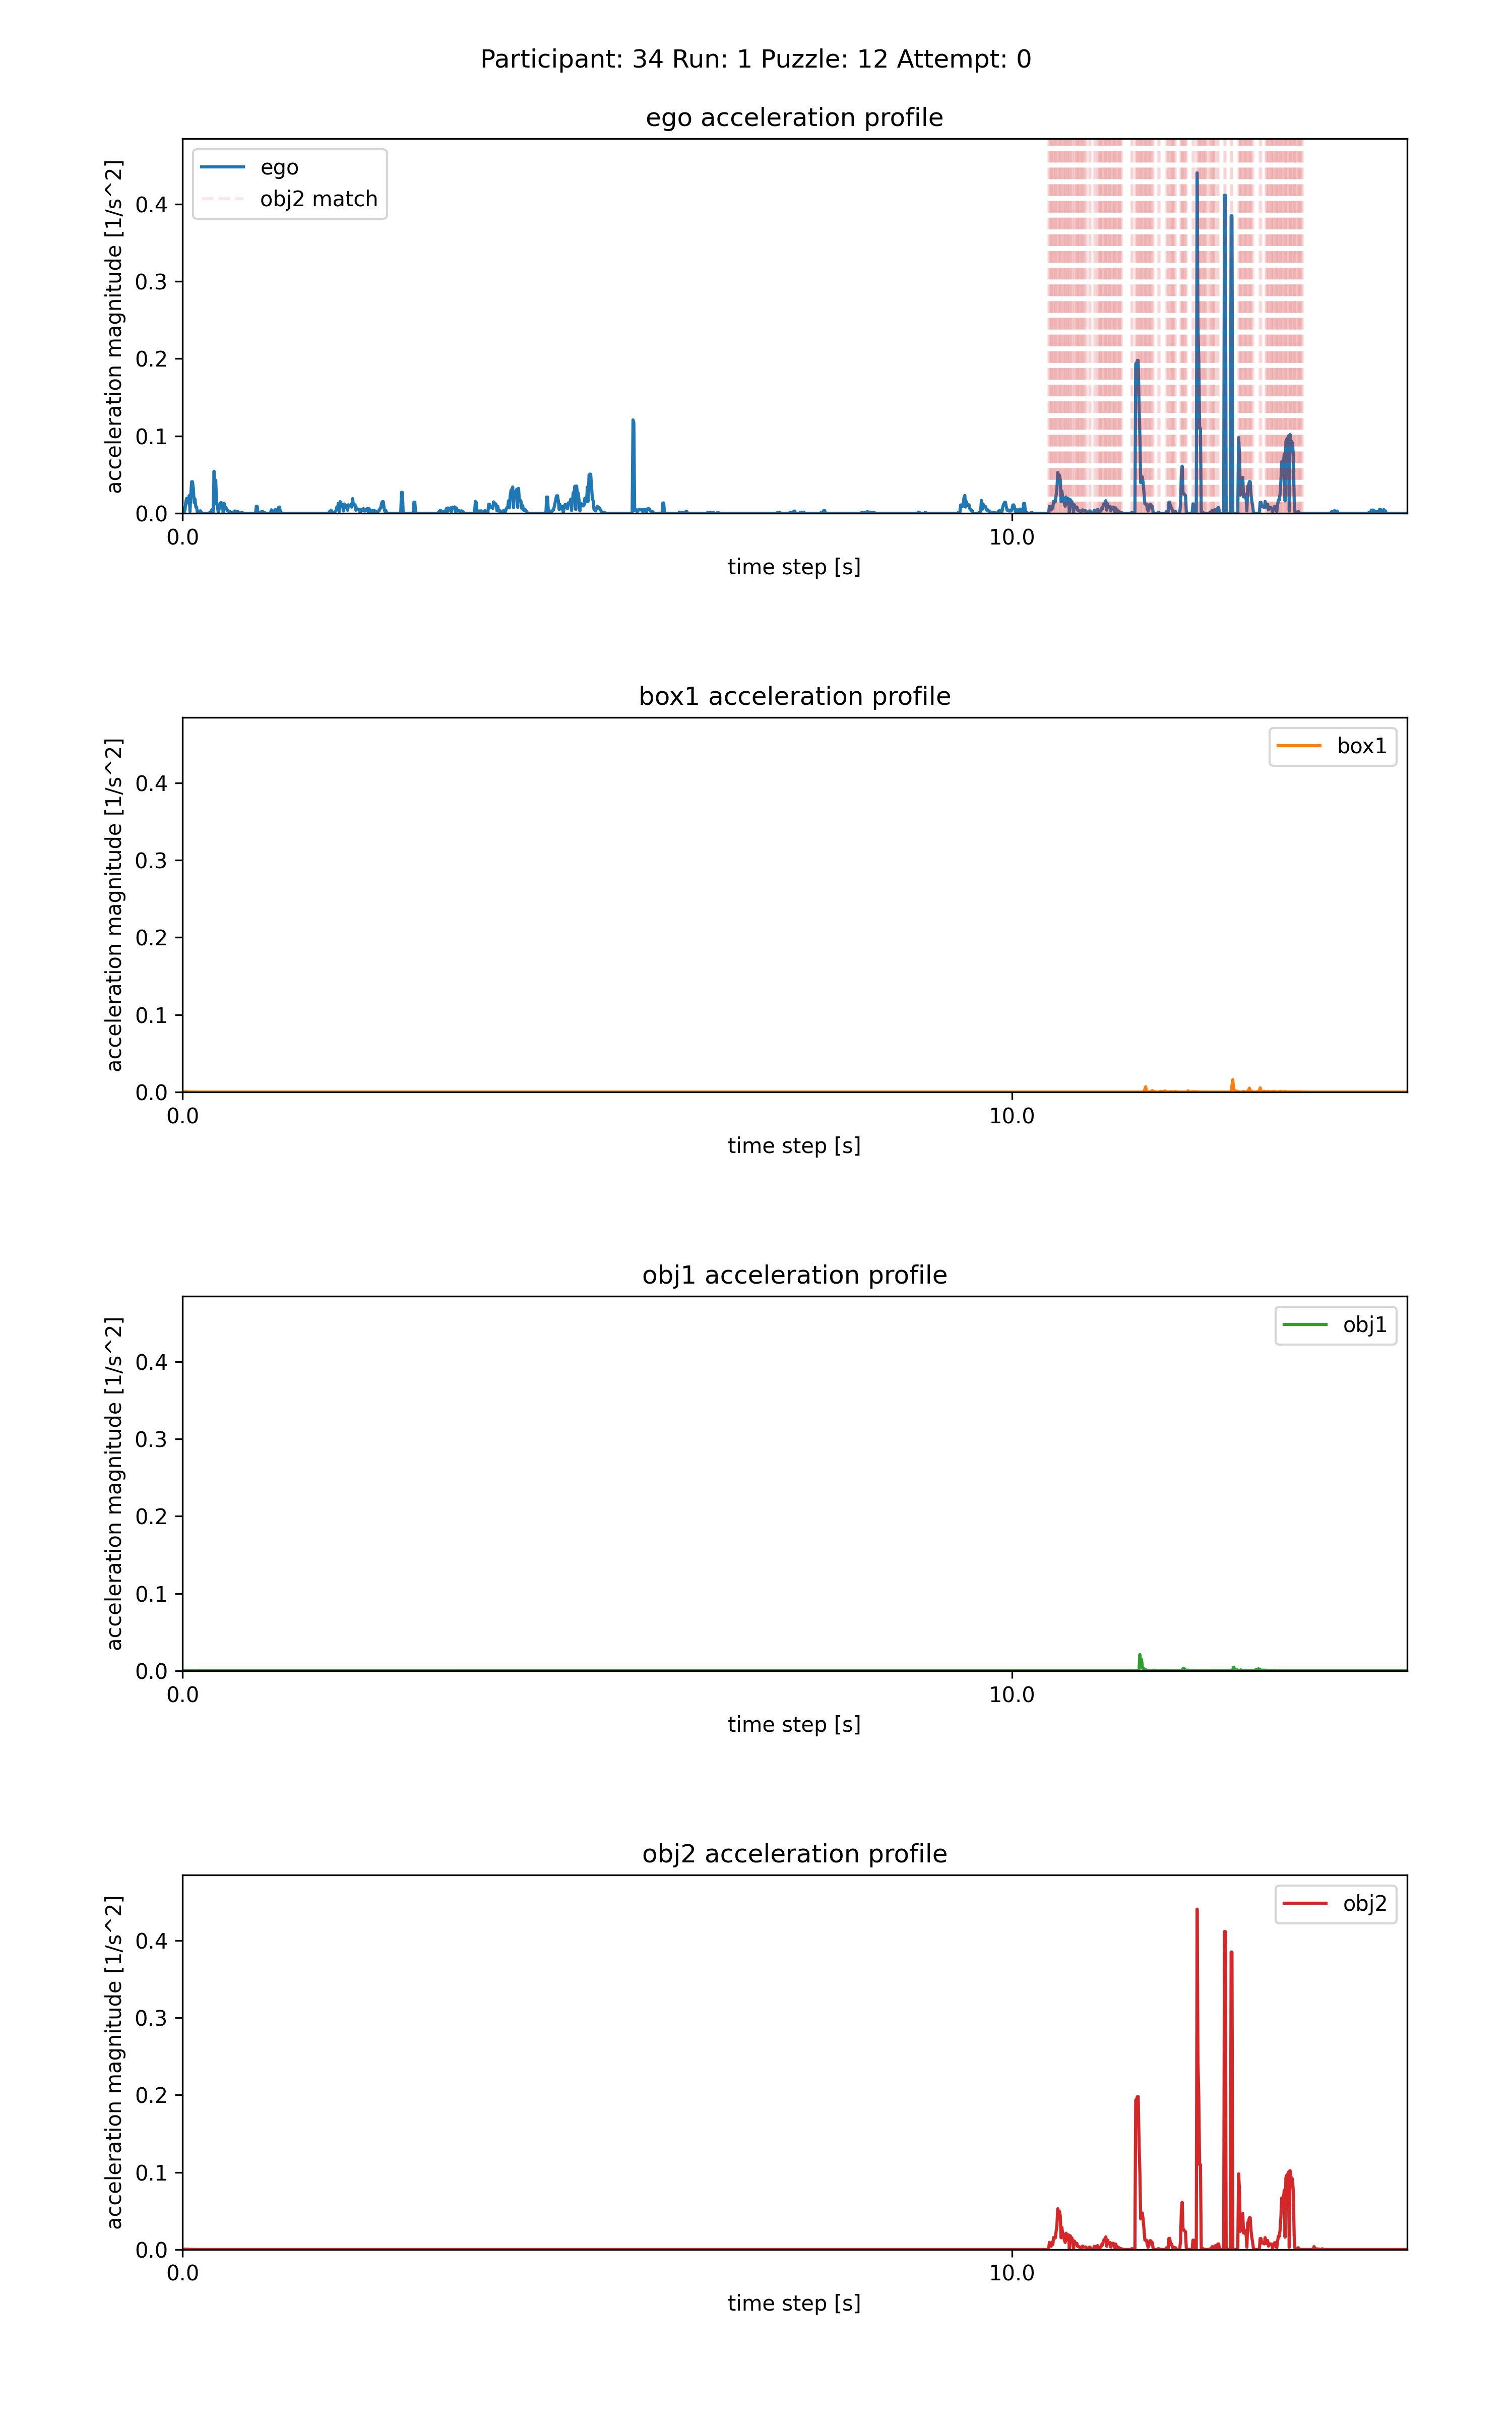 Participant: 34 Run: 1 Puzzle: 12 Attempt: 0
ego acceleration profile
ego
obj2 match
acceleration magnitude [1/s^2]
0.4
0.3
0.2
0.1
0.0
0.0 10.0
time step [s]
box1 acceleration profile
box1
acceleration magnitude [1/s^2]
0.4
0.3
0.2
0.1
0.0
0.0 10.0
time step [s]
obj1 acceleration profile
obj1
acceleration magnitude [1/s^2]
0.4
0.3
0.2
0.1
0.0
0.0 10.0
time step [s]
obj2 acceleration profile
obj2
acceleration magnitude [1/s^2]
0.4
0.3
0.2
0.1
0.0
0.0 10.0
time step [s]